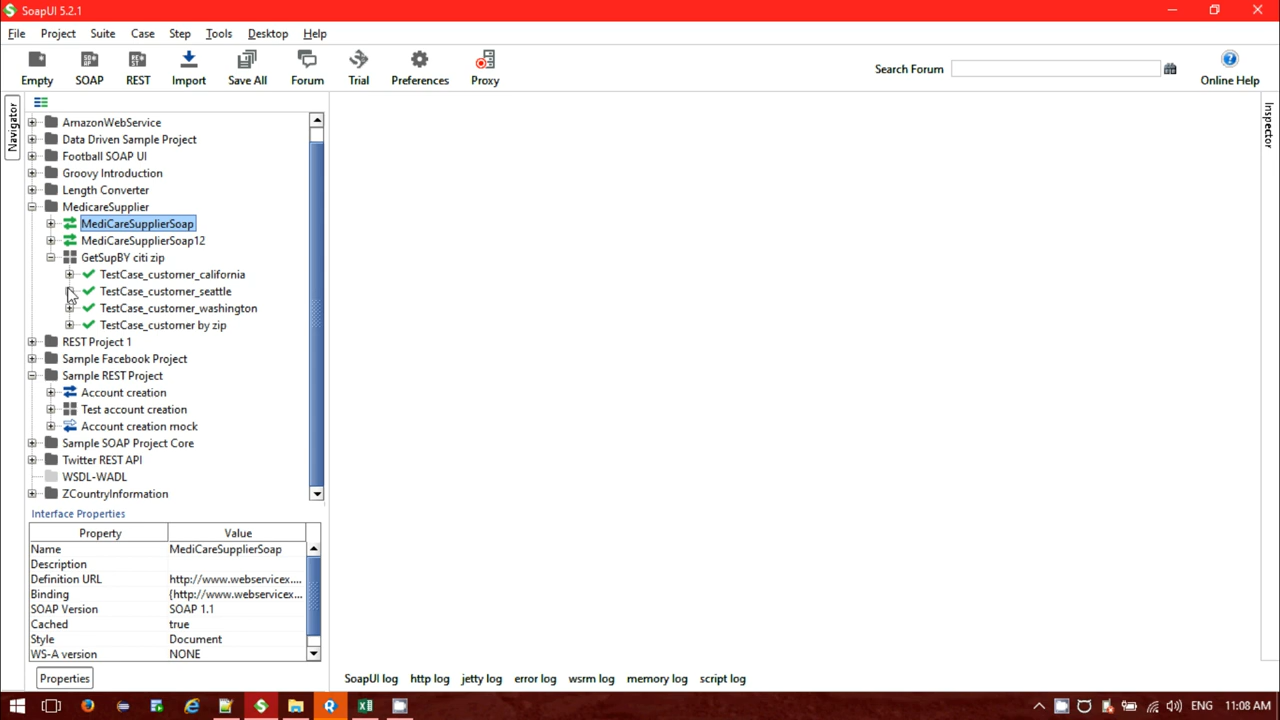 SoapUI 5.2.1
File Project Suite Case Step Tools Desktop Help
SO UP RE ST
Empty SOAP REST Import Save All Forum Trial Preferences Proxy Search Forum Online Help
Navigator
Inspector
AmazonWebService
Data Driven Sample Project
Football SOAP UI
Groovy Introduction
Length Converter
MedicareSupplier
MediCareSupplierSoap
MediCareSupplierSoap12
GetSupBY citi zip
TestCase_customer_california
TestCase_customer_seattle
TestCase_customer_washington
TestCase_customer by zip
REST Project 1
Sample Facebook Project
Sample REST Project
Account creation
Test account creation
Account creation mock
Sample SOAP Project Core
Twitter REST API
WSDL-WADL
ZCountryInformation
Interface Properties
Property Value
Name MediCareSupplierSoap
Description
Definition URL http://www.webservicex....
Binding {http://www.webservicex...
SOAP Version SOAP 1.1
Cached true
Style Document
WS-A version NONE
Properties SoapUI log http log jetty log error log wsrm log memory log script log
ENG 11:08 AM